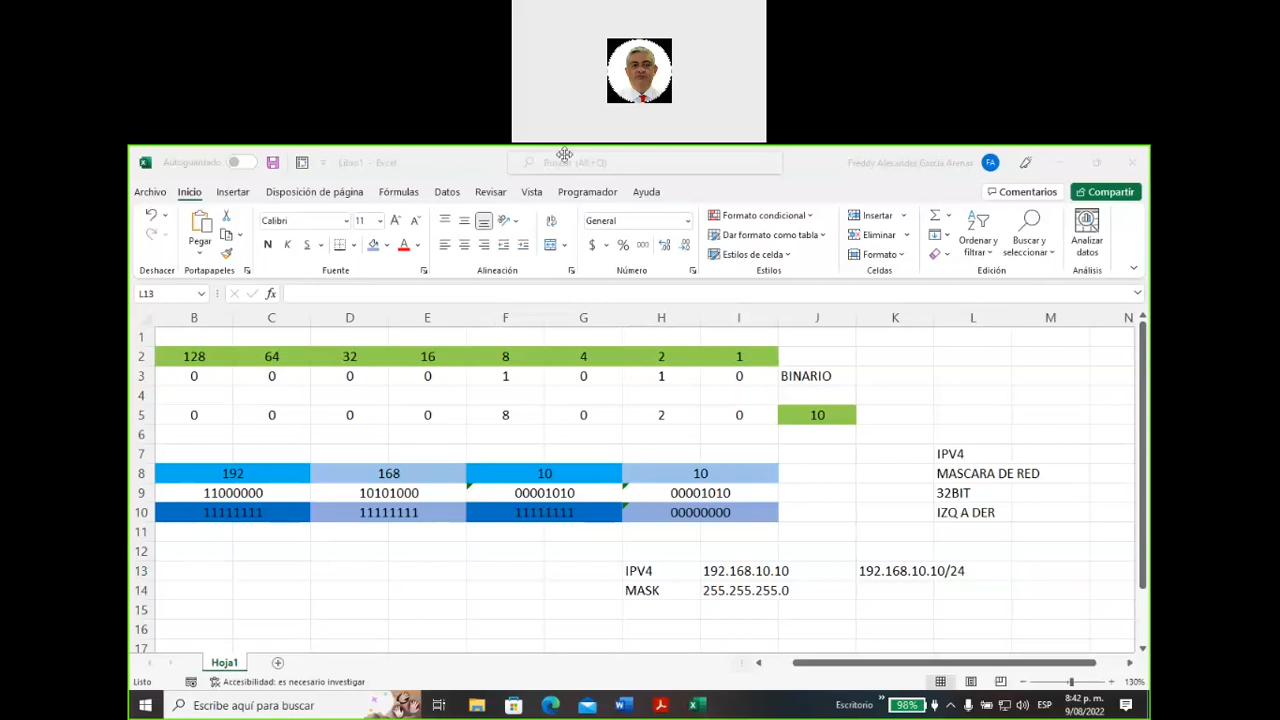 Autoguardado
Libro1 - Excel
Buscar (Alt+Q)
Freddy Alexander Garcia Arenas
FA
Archivo Inicio Insertar Disposición de página Fórmulas Datos Revisar Vista Programador Ayuda
Comentarios
Compartir
Pegar
Calibri 11
N K S
General
$ % 000
Formato condicional
Dar formato como tabla
Estilos de celda
Insertar
Eliminar
Formato
Ordenar y filtrar
Buscar y seleccionar
Analizar datos
Deshacer Portapapeles Fuente Alineación Número Estilos Celdas Edición Análisis
L13
fx
B C D E F G H I J K L M N
1
2 128 64 32 16 8 4 2 1
3 0 0 0 0 1 0 1 0 BINARIO
4
5 0 0 0 0 8 0 2 0 10
6
7 IPV4
8 192 168 10 10 MASCARA DE RED
9 11000000 10101000 00001010 00001010 32BIT
10 11111111 11111111 11111111 00000000 IZQ A DER
11
12
13 IPV4 192.168.10.10 192.168.10.10/24
14 MASK 255.255.255.0
15
16
17
Hoja1
Listo
Accesibilidad: es necesario investigar
130%
Escribe aquí para buscar
Escritorio
98%
ESP
8:42 p. m.
9/08/2022